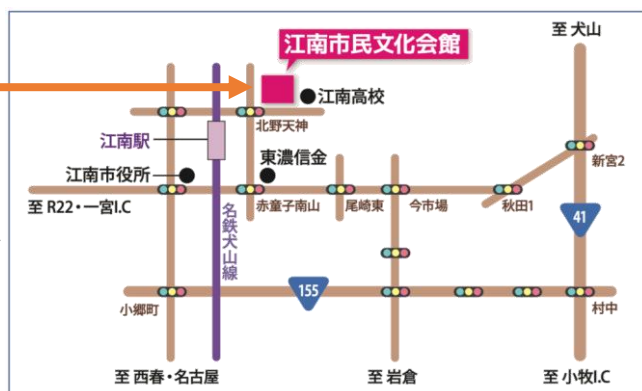 至 犬山
江南市民文化会館
江南高校
北野天神
江南駅
東濃信金
江南市役所
新宮2
至 R22・一宮I.C
赤童子南山
尾崎東
今市場
秋田1
名鉄犬山線
41
155
小郷町
村中
至 西春・名古屋
至 岩倉
至 小牧I.C